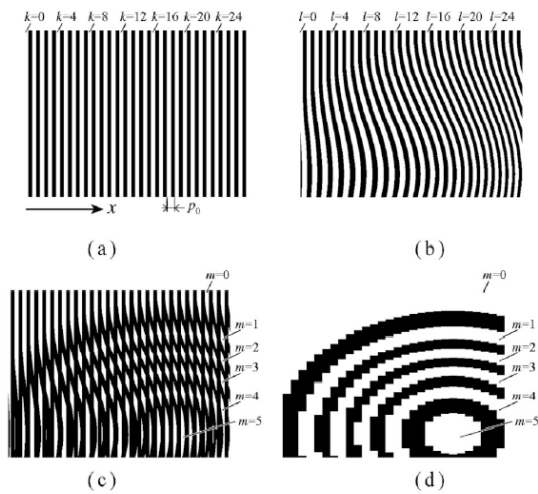 k=0 k=4 k=8 k=12 k=16 k=20 k=24
l=0 l=4 l=8 l=12 l=16 l=20 l=24
x p₀
(a) (b)
m=0
m=1
m=2
m=3
m=4
m=5
m=0
m=1
m=2
m=3
m=4
m=5
(c) (d)